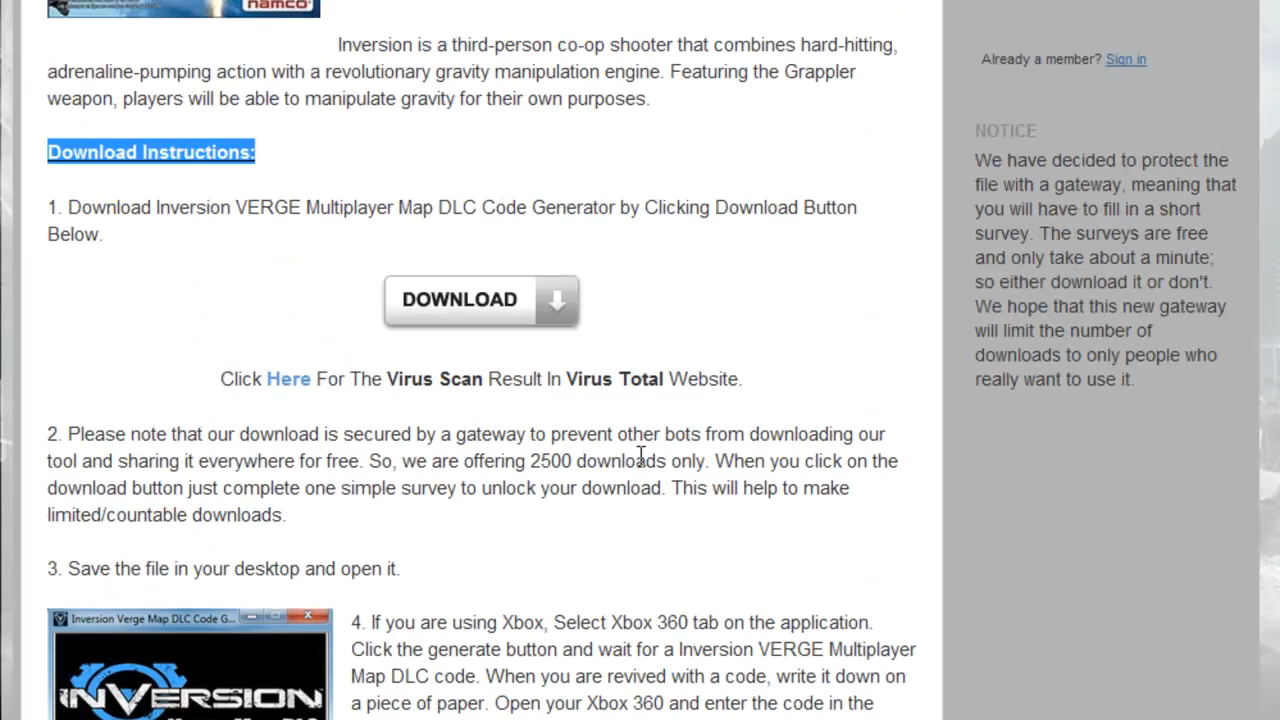 namco
Inversion is a third-person co-op shooter that combines hard-hitting,
adrenaline-pumping action with a revolutionary gravity manipulation engine. Featuring the Grappler
weapon, players will be able to manipulate gravity for their own purposes.
Download Instructions:
1. Download Inversion VERGE Multiplayer Map DLC Code Generator by Clicking Download Button
Below.
DOWNLOAD
Click Here For The Virus Scan Result In Virus Total Website.
2. Please note that our download is secured by a gateway to prevent other bots from downloading our
tool and sharing it everywhere for free. So, we are offering 2500 downloads only. When you click on the
download button just complete one simple survey to unlock your download. This will help to make
limited/countable downloads.
3. Save the file in your desktop and open it.
Inversion Verge Map DLC Code G...
INVERSION
4. If you are using Xbox, Select Xbox 360 tab on the application.
Click the generate button and wait for a Inversion VERGE Multiplayer
Map DLC code. When you are revived with a code, write it down on
a piece of paper. Open your Xbox 360 and enter the code in the
Already a member? Sign in
NOTICE
We have decided to protect the
file with a gateway, meaning that
you will have to fill in a short
survey. The surveys are free
and only take about a minute;
so either download it or don't.
We hope that this new gateway
will limit the number of
downloads to only people who
really want to use it.